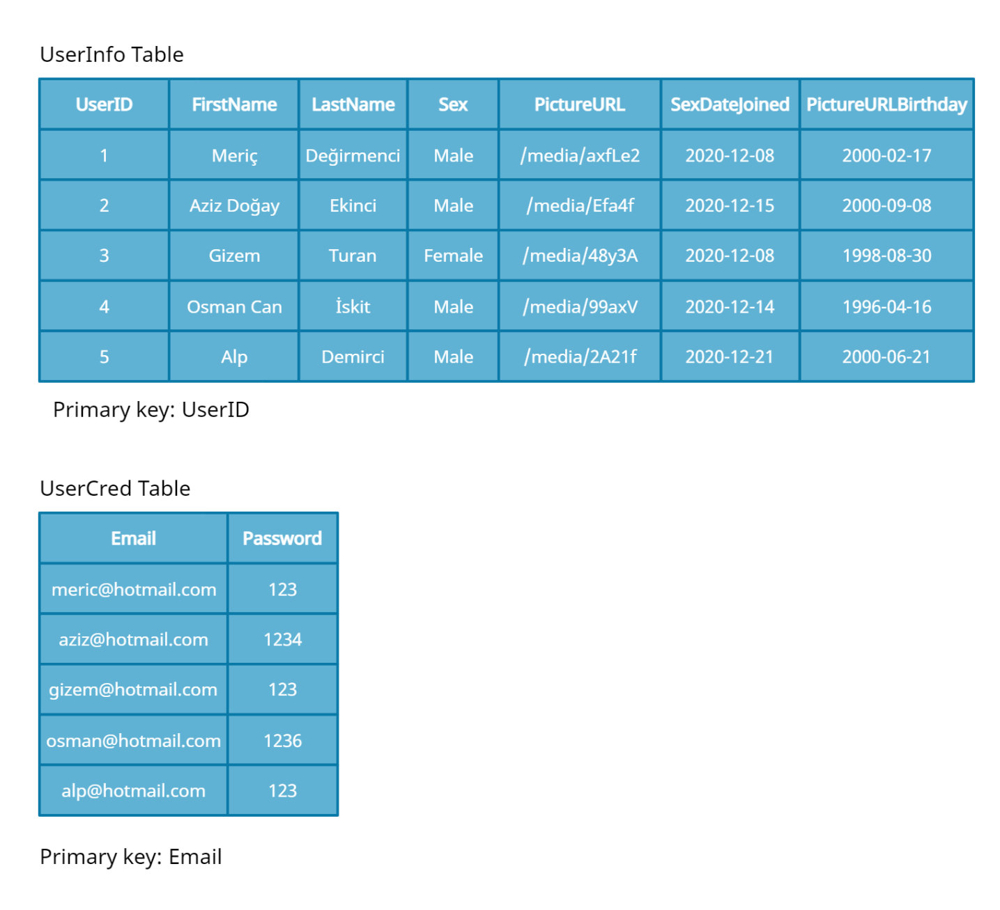 UserInfo Table
UserID FirstName LastName Sex PictureURL SexDateJoined PictureURLBirthday
1 Meriç Değirmenci Male /media/axfLe2 2020-12-08 2000-02-17
2 Aziz Doğay Ekinci Male /media/Efa4f 2020-12-15 2000-09-08
3 Gizem Turan Female /media/48y3A 2020-12-08 1998-08-30
4 Osman Can İskit Male /media/99axV 2020-12-14 1996-04-16
5 Alp Demirci Male /media/2A21f 2020-12-21 2000-06-21
Primary key: UserID
UserCred Table
Email Password
meric@hotmail.com 123
aziz@hotmail.com 1234
gizem@hotmail.com 123
osman@hotmail.com 1236
alp@hotmail.com 123
Primary key: Email